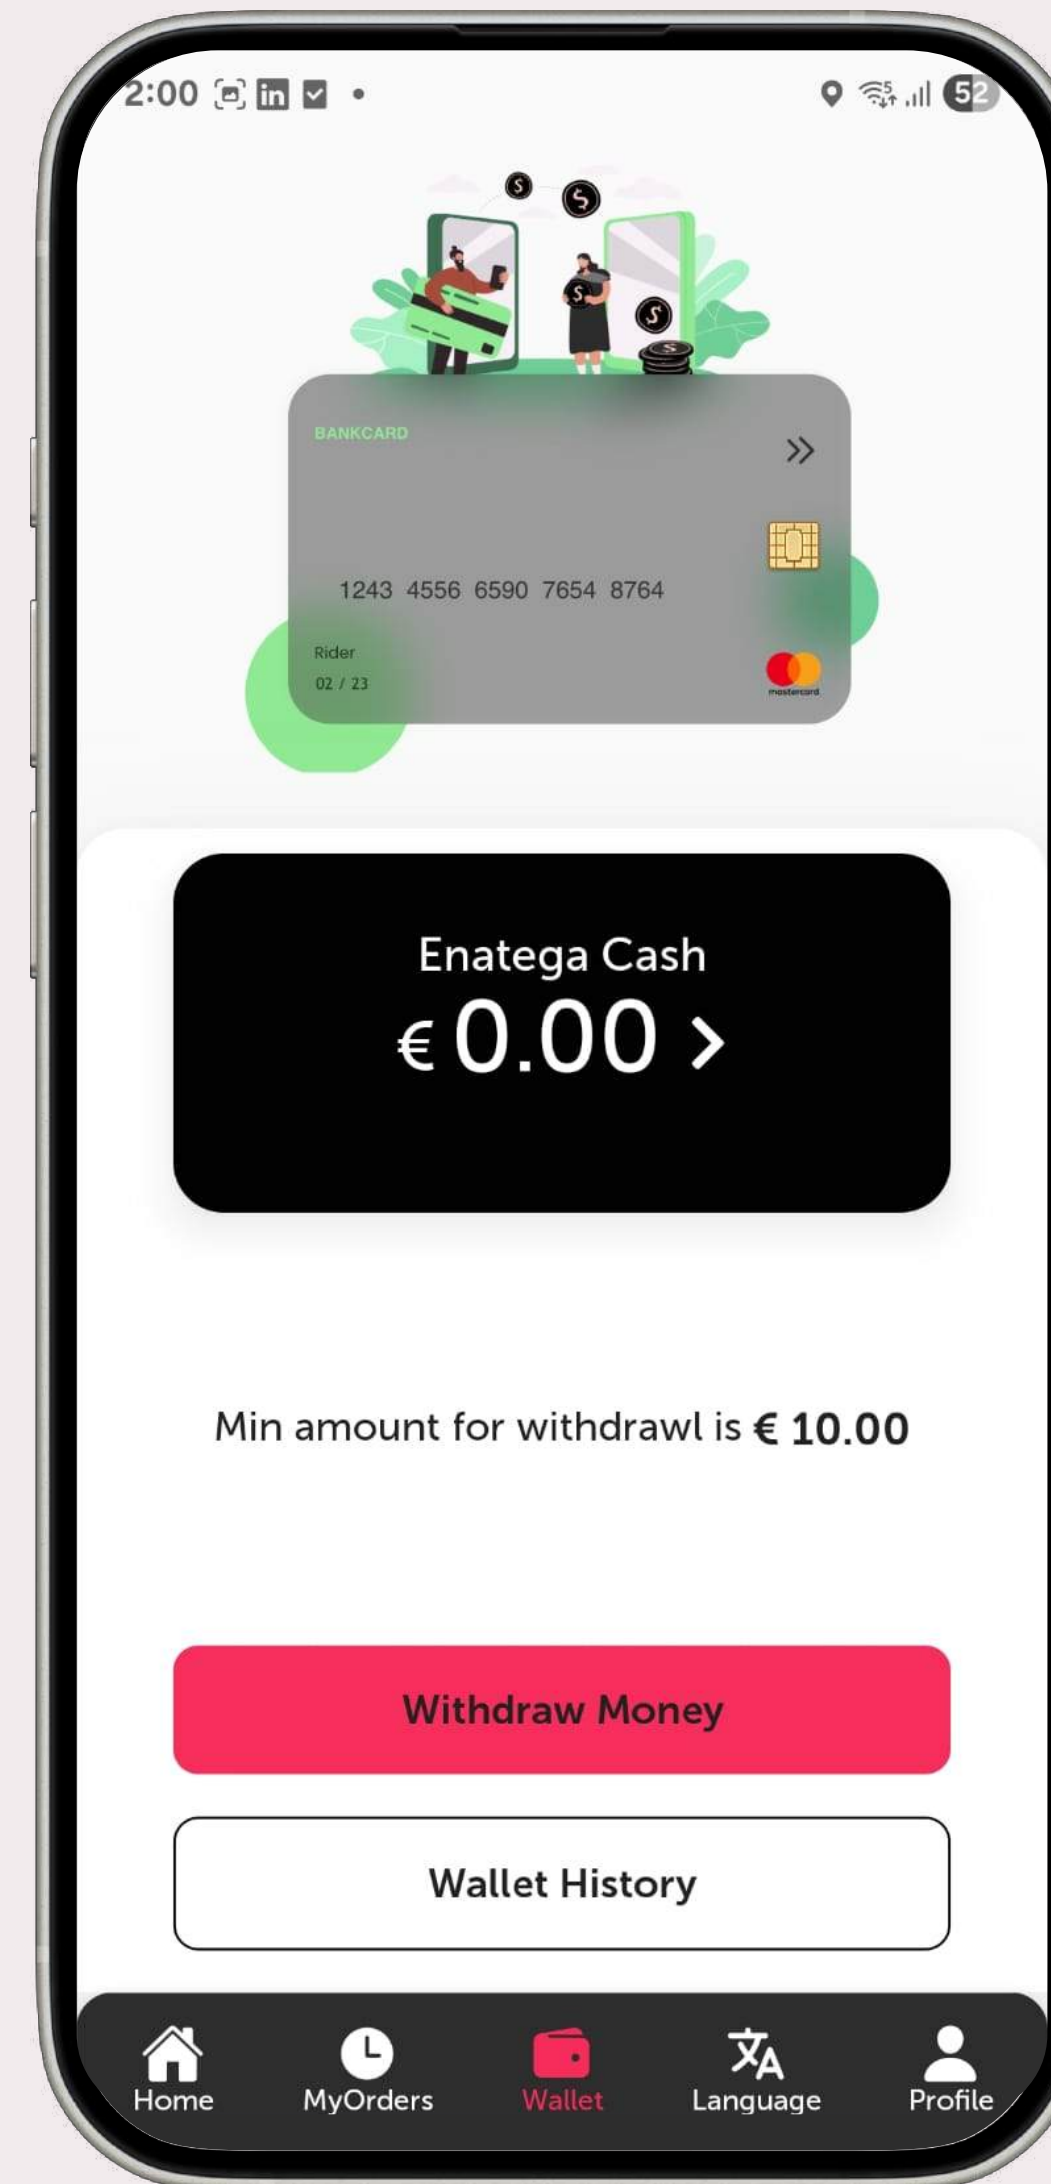 2:00 in 52
BANKCARD
1243 4556 6590 7654 8764
Rider
02 / 23
mastercard
Enatega Cash
€ 0.00
Min amount for withdrawl is € 10.00
Withdraw Money
Wallet History
Home MyOrders Wallet Language Profile